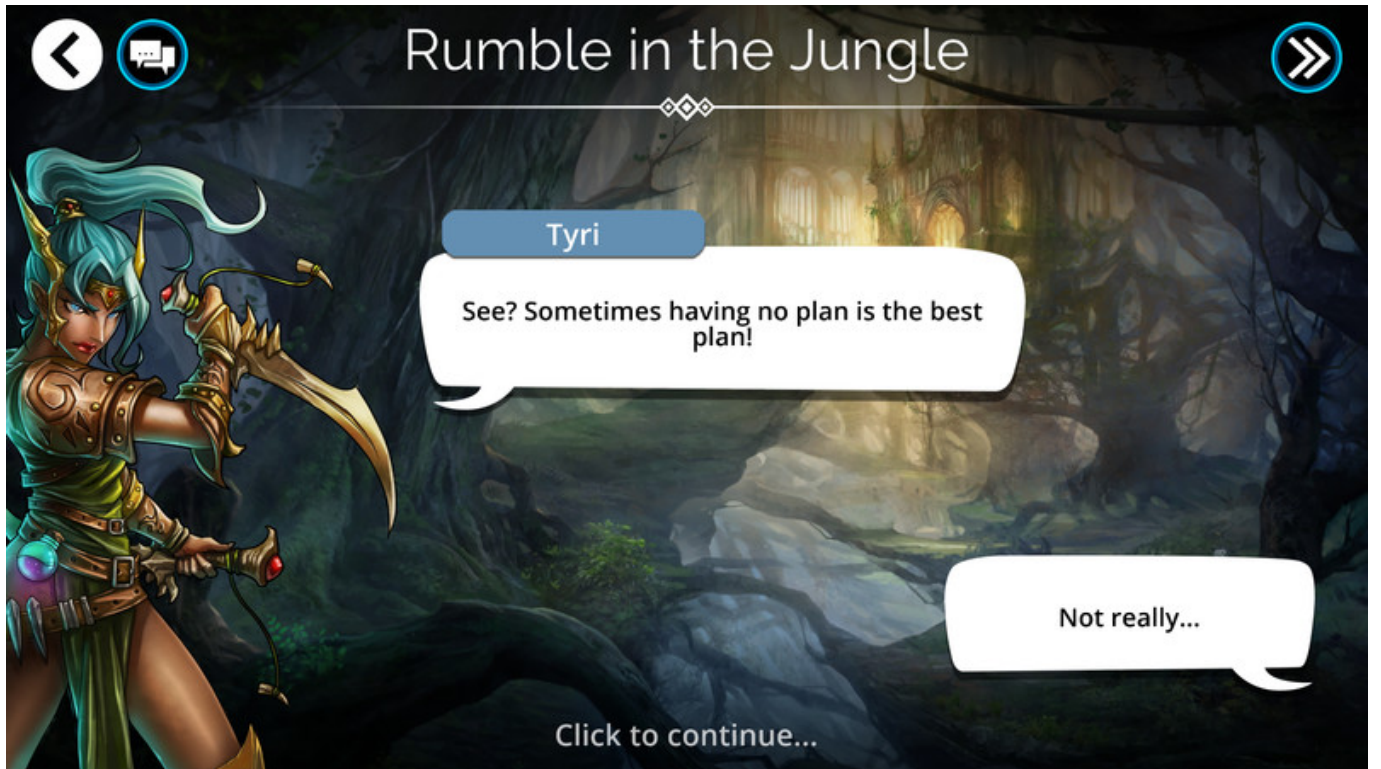 Rumble in the Jungle
Tyri
See? Sometimes having no plan is the best
plan!
Not really...
Click to continue...